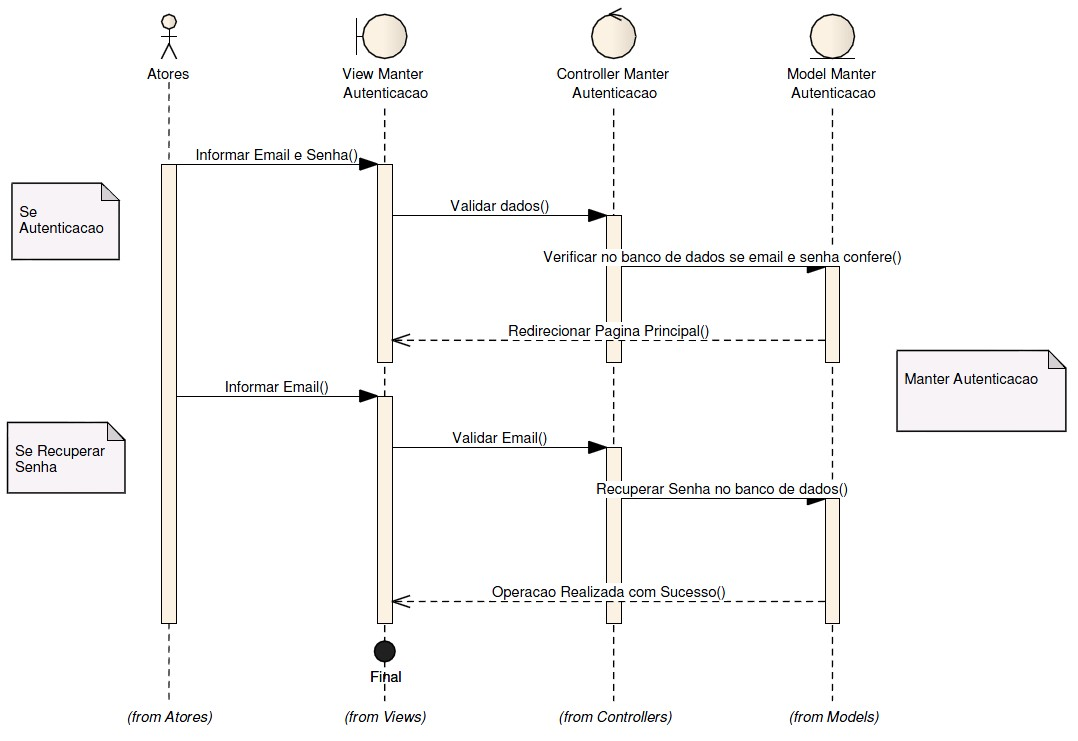 Atores
View Manter
Autenticacao
Controller Manter
Autenticacao
Model Manter
Autenticacao
Informar Email e Senha()
Se
Autenticacao
Validar dados()
Verificar no banco de dados se email e senha confere()
Redirecionar Pagina Principal()
Manter Autenticacao
Informar Email()
Se Recuperar
Senha
Validar Email()
Recuperar Senha no banco de dados()
Operacao Realizada com Sucesso()
Final
(from Atores)
(from Views)
(from Controllers)
(from Models)